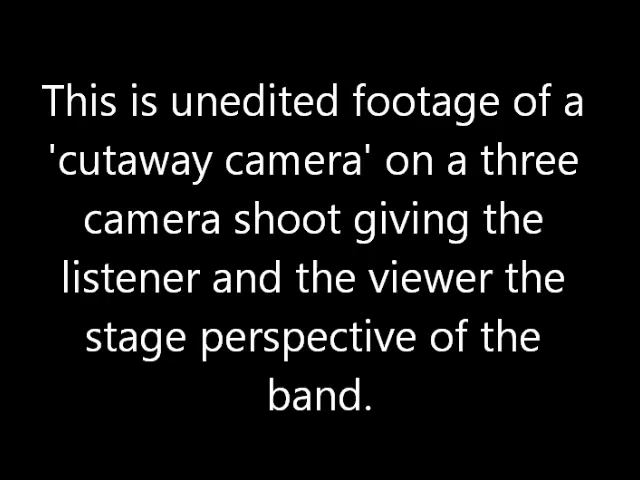 This is unedited footage of a
'cutaway camera' on a three
camera shoot giving the
listener and the viewer the
stage perspective of the
band.